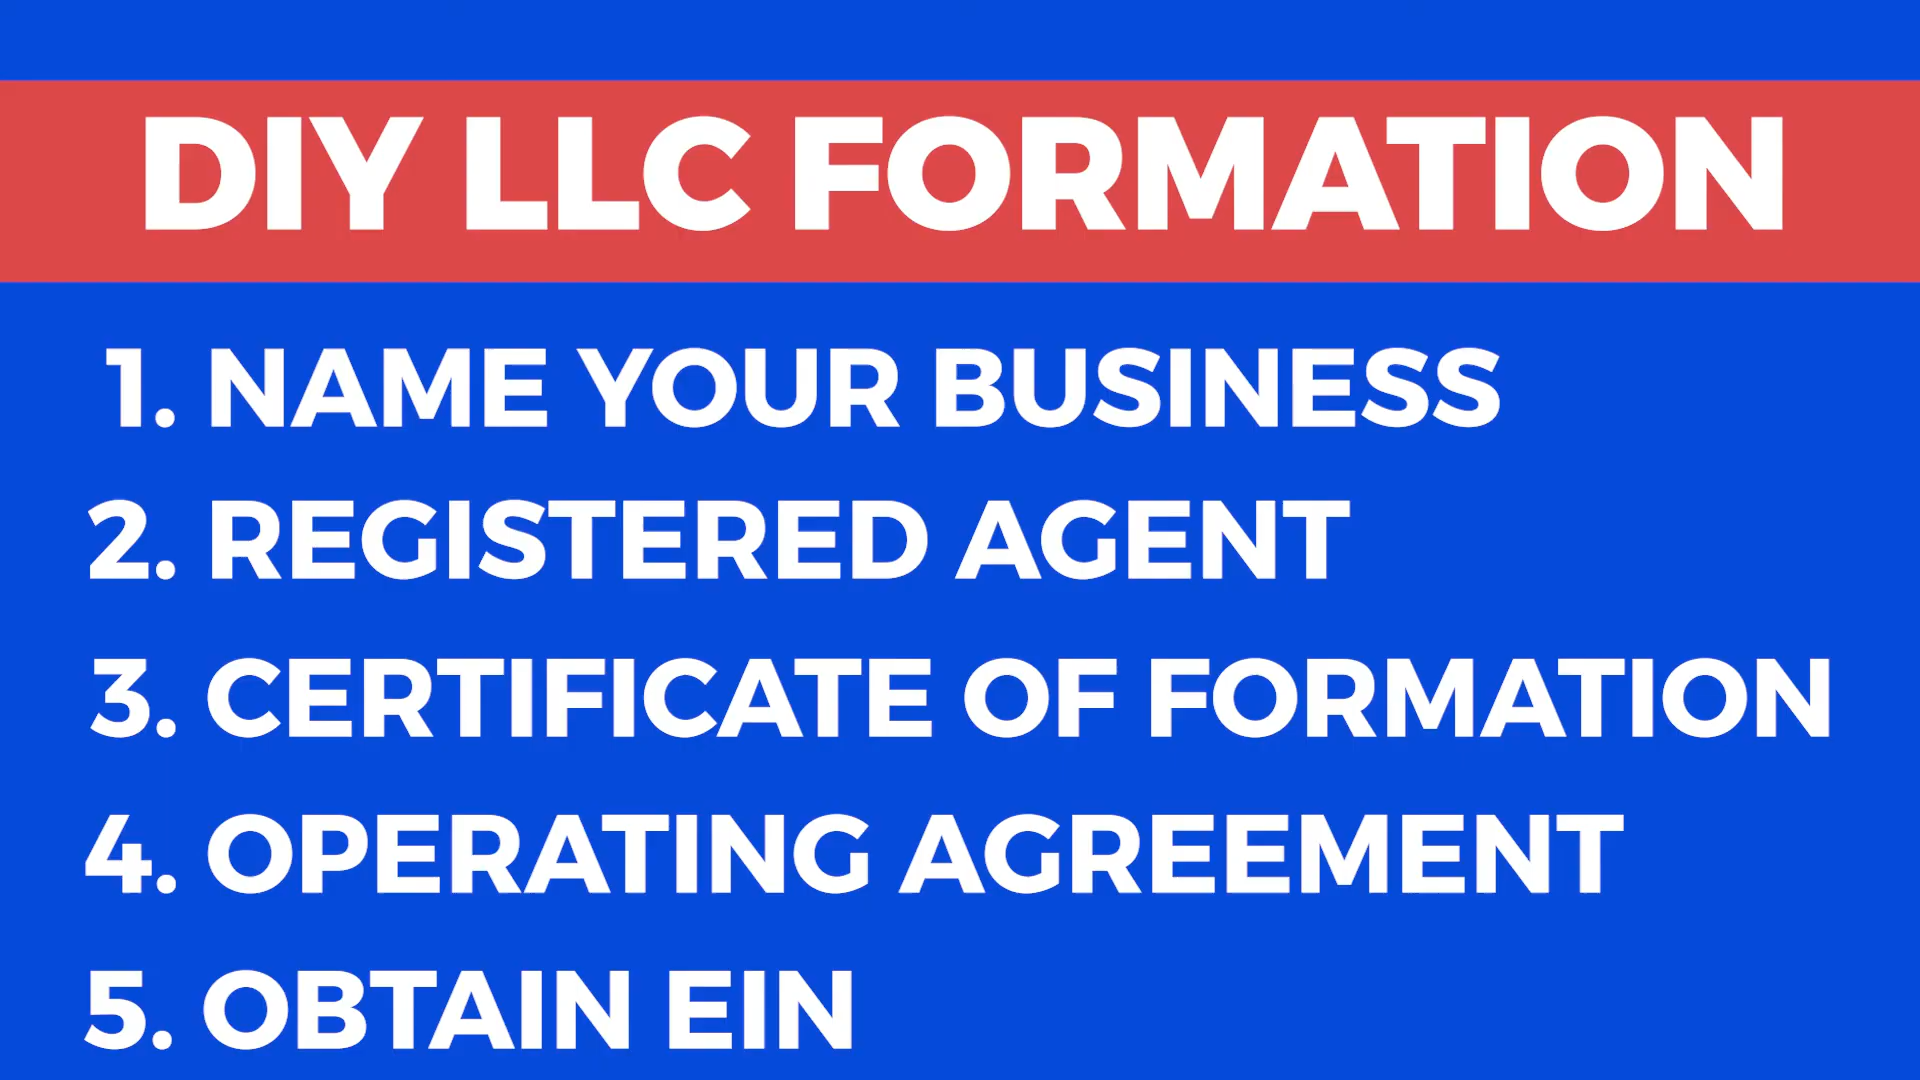 DIY LLC FORMATION
1. NAME YOUR BUSINESS
2. REGISTERED AGENT
3. CERTIFICATE OF FORMATION
4. OPERATING AGREEMENT
5. OBTAIN EIN